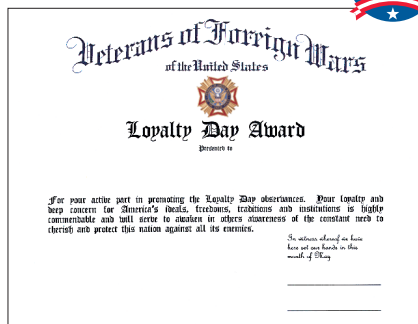 Veterans of Foreign Wars
of the United States
Loyalty Day Award
Presented to
For your active part in promoting the Loyalty Day observances. Your loyalty and
deep concern for America's ideals, freedoms, traditions and institutions is highly
commendable and will serve to awaken in others awareness of the constant need to
cherish and protect this nation against all its enemies.
In witness whereof we have
here set our hands in this
month of May